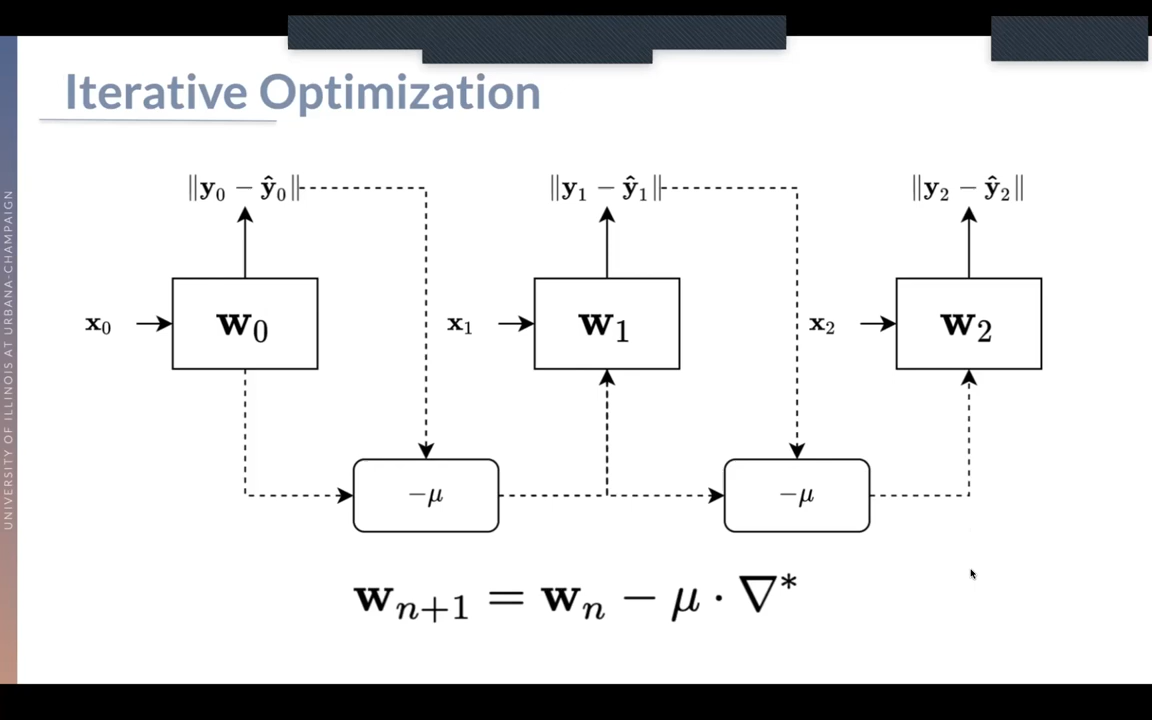 Iterative Optimization
‖y₀ − ŷ₀‖
‖y₁ − ŷ₁‖
‖y₂ − ŷ₂‖
x₀
w₀
x₁
w₁
x₂
w₂
−μ
−μ
wₙ₊₁ = wₙ − μ · ∇*
UNIVERSITY OF ILLINOIS AT URBANA-CHAMPAIGN